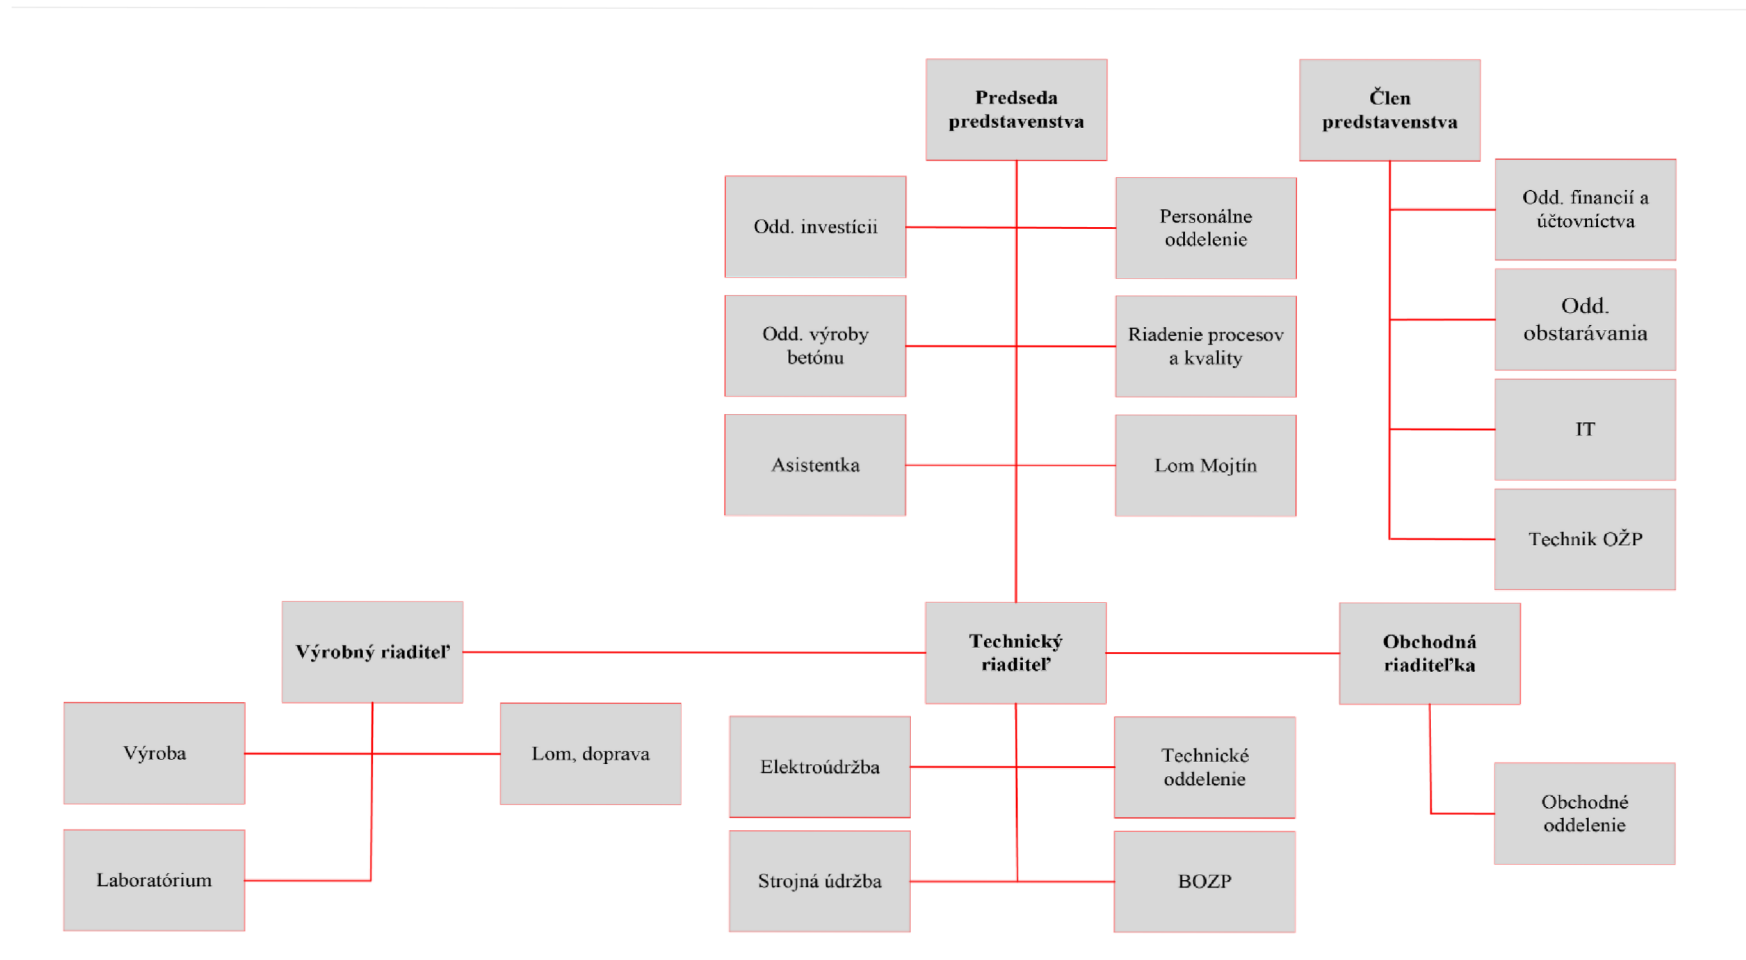 Predseda
predstavenstva
Člen
predstavenstva
Odd. investícii
Personálne
oddelenie
Odd. financií a
účtovníctva
Odd. výroby
betónu
Riadenie procesov
a kvality
Odd.
obstarávania
Asistentka
Lom Mojtín
IT
Technik OŽP
Výrobný riaditeľ
Technický
riaditeľ
Obchodná
riaditeľka
Výroba
Lom, doprava
Elektroúdržba
Technické
oddelenie
Obchodné
oddelenie
Laboratórium
Strojná údržba
BOZP